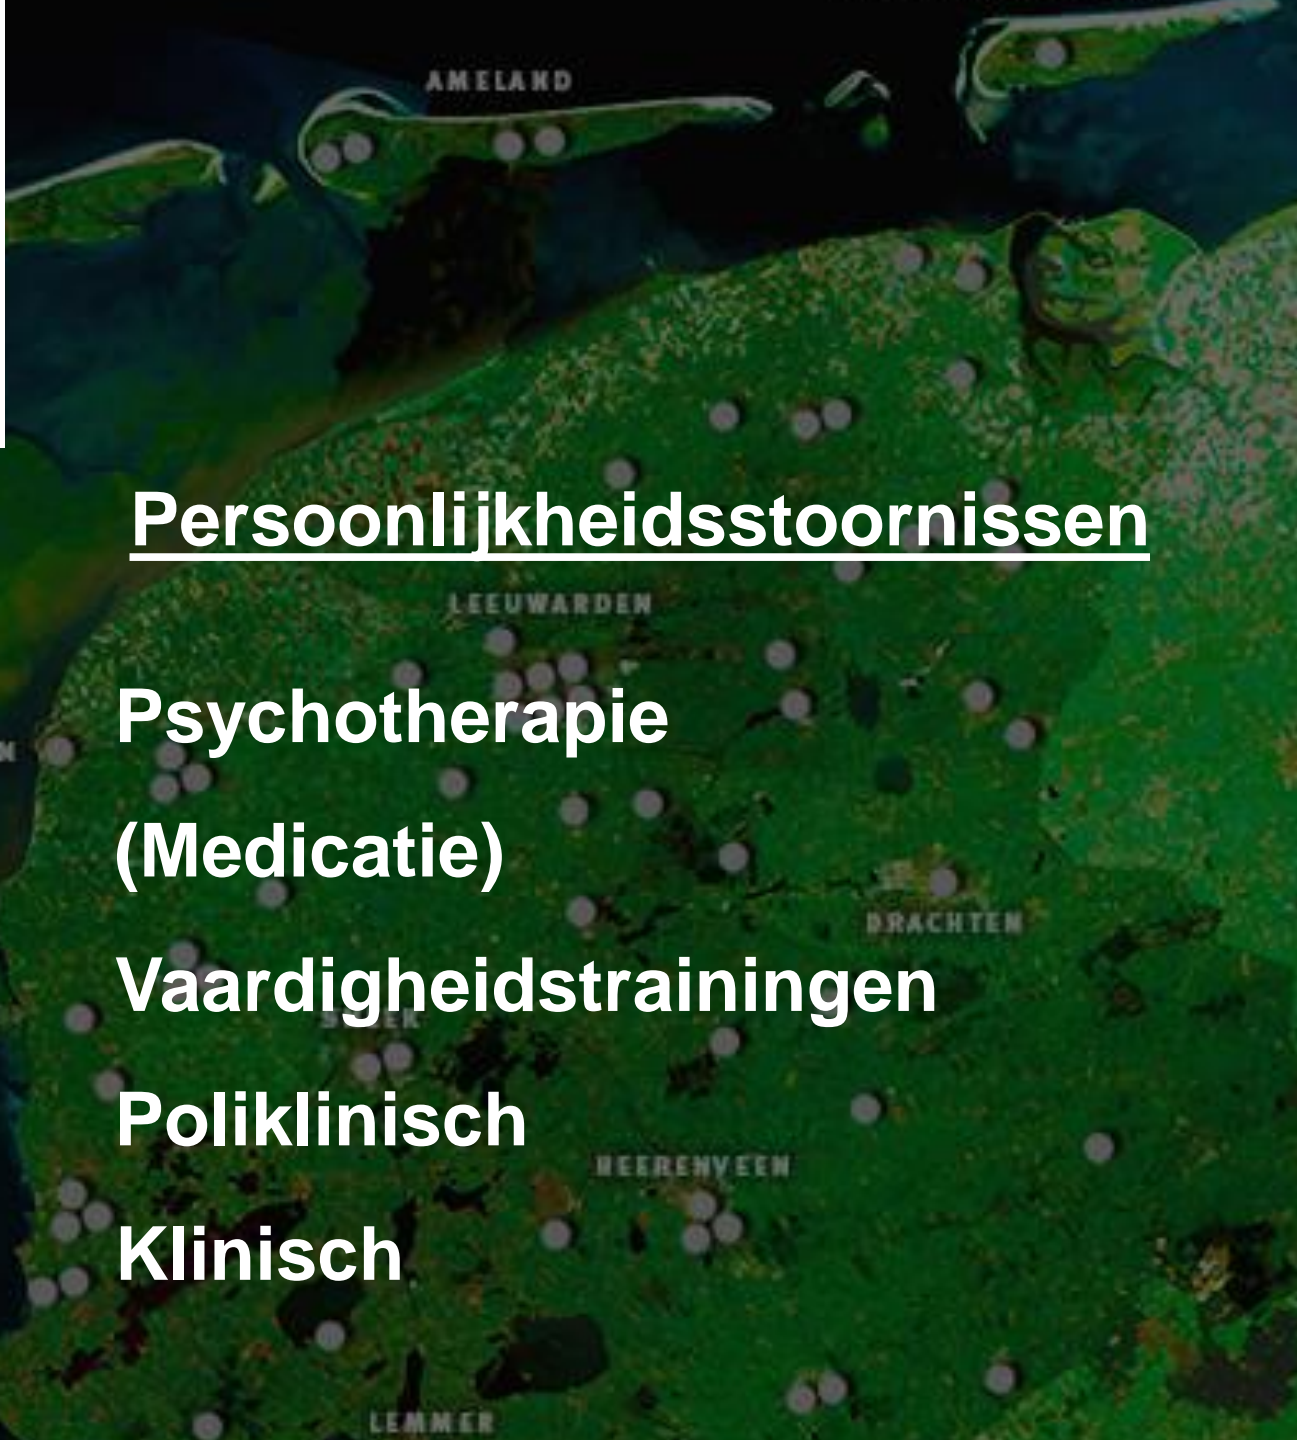 AMELAND
Persoonlijkheidsstoornissen
LEEUWARDEN
Psychotherapie
(Medicatie)
DRACHTEN
Vaardigheidstrainingen
Poliklinisch
HEERENVEEN
Klinisch
LEMMER